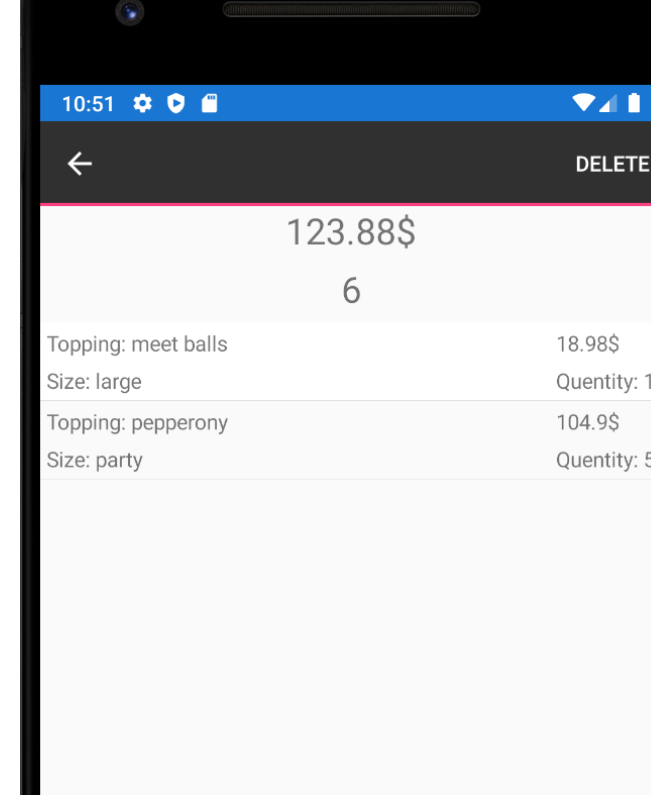 10:51
DELETE
123.88$
6
Topping: meet balls 18.98$
Size: large Quentity: 1
Topping: pepperony 104.9$
Size: party Quentity: 5